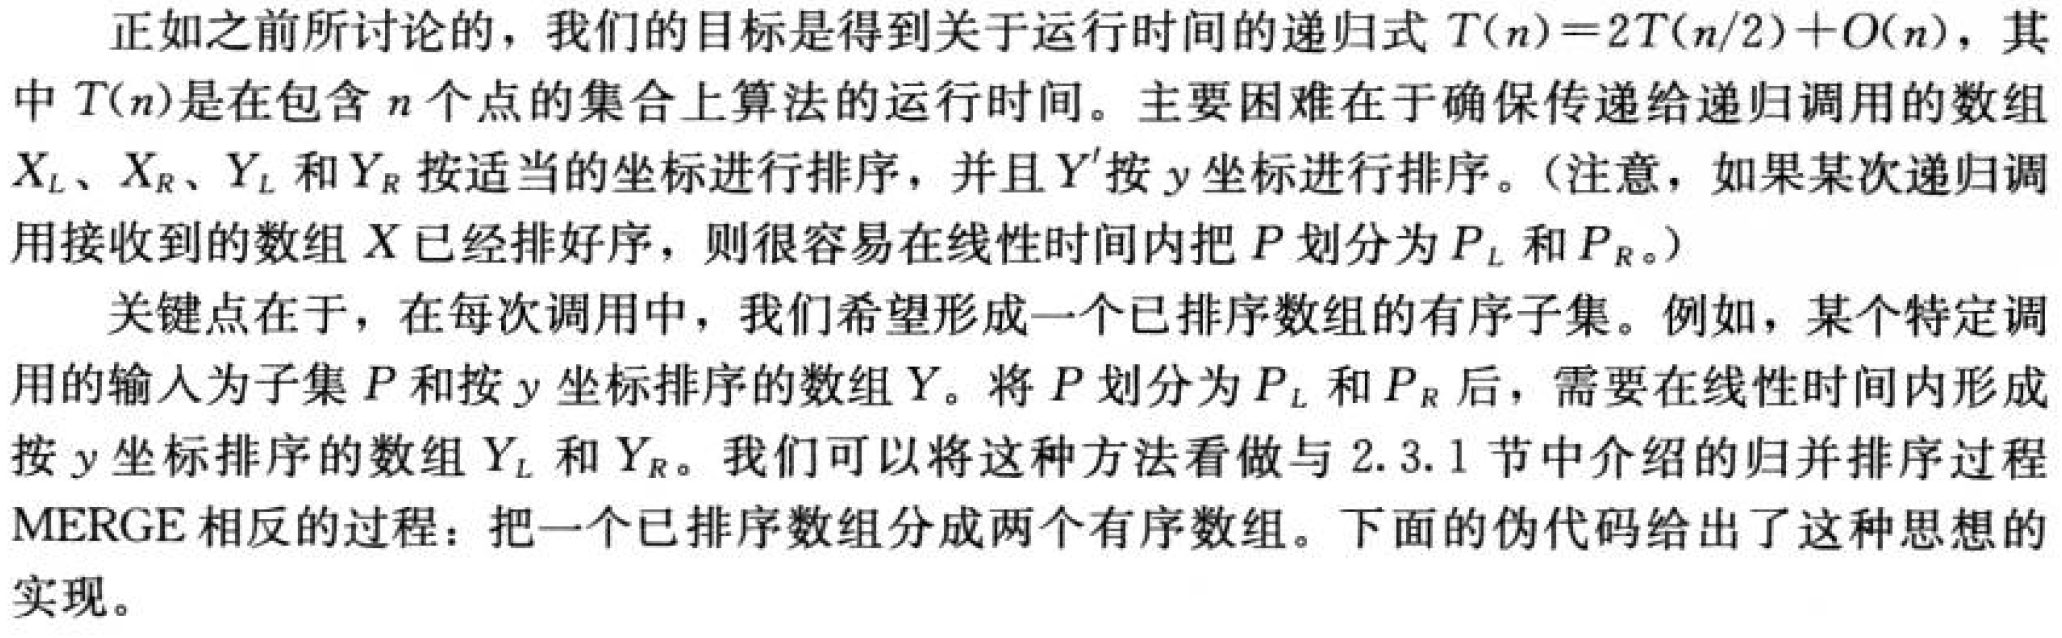 正如之前所讨论的，我们的目标是得到关于运行时间的递归式 T(n)=2T(n/2)+O(n)，其
中 T(n)是在包含 n 个点的集合上算法的运行时间。主要困难在于确保传递给递归调用的数组
X_L、X_R、Y_L 和 Y_R 按适当的坐标进行排序，并且 Y′按 y 坐标进行排序。（注意，如果某次递归调
用接收到的数组 X 已经排好序，则很容易在线性时间内把 P 划分为 P_L 和 P_R。）
关键点在于，在每次调用中，我们希望形成一个已排序数组的有序子集。例如，某个特定调
用的输入为子集 P 和按 y 坐标排序的数组 Y。将 P 划分为 P_L 和 P_R 后，需要在线性时间内形成
按 y 坐标排序的数组 Y_L 和 Y_R。我们可以将这种方法看做与 2.3.1 节中介绍的归并排序过程
MERGE 相反的过程：把一个已排序数组分成两个有序数组。下面的伪代码给出了这种思想的
实现。